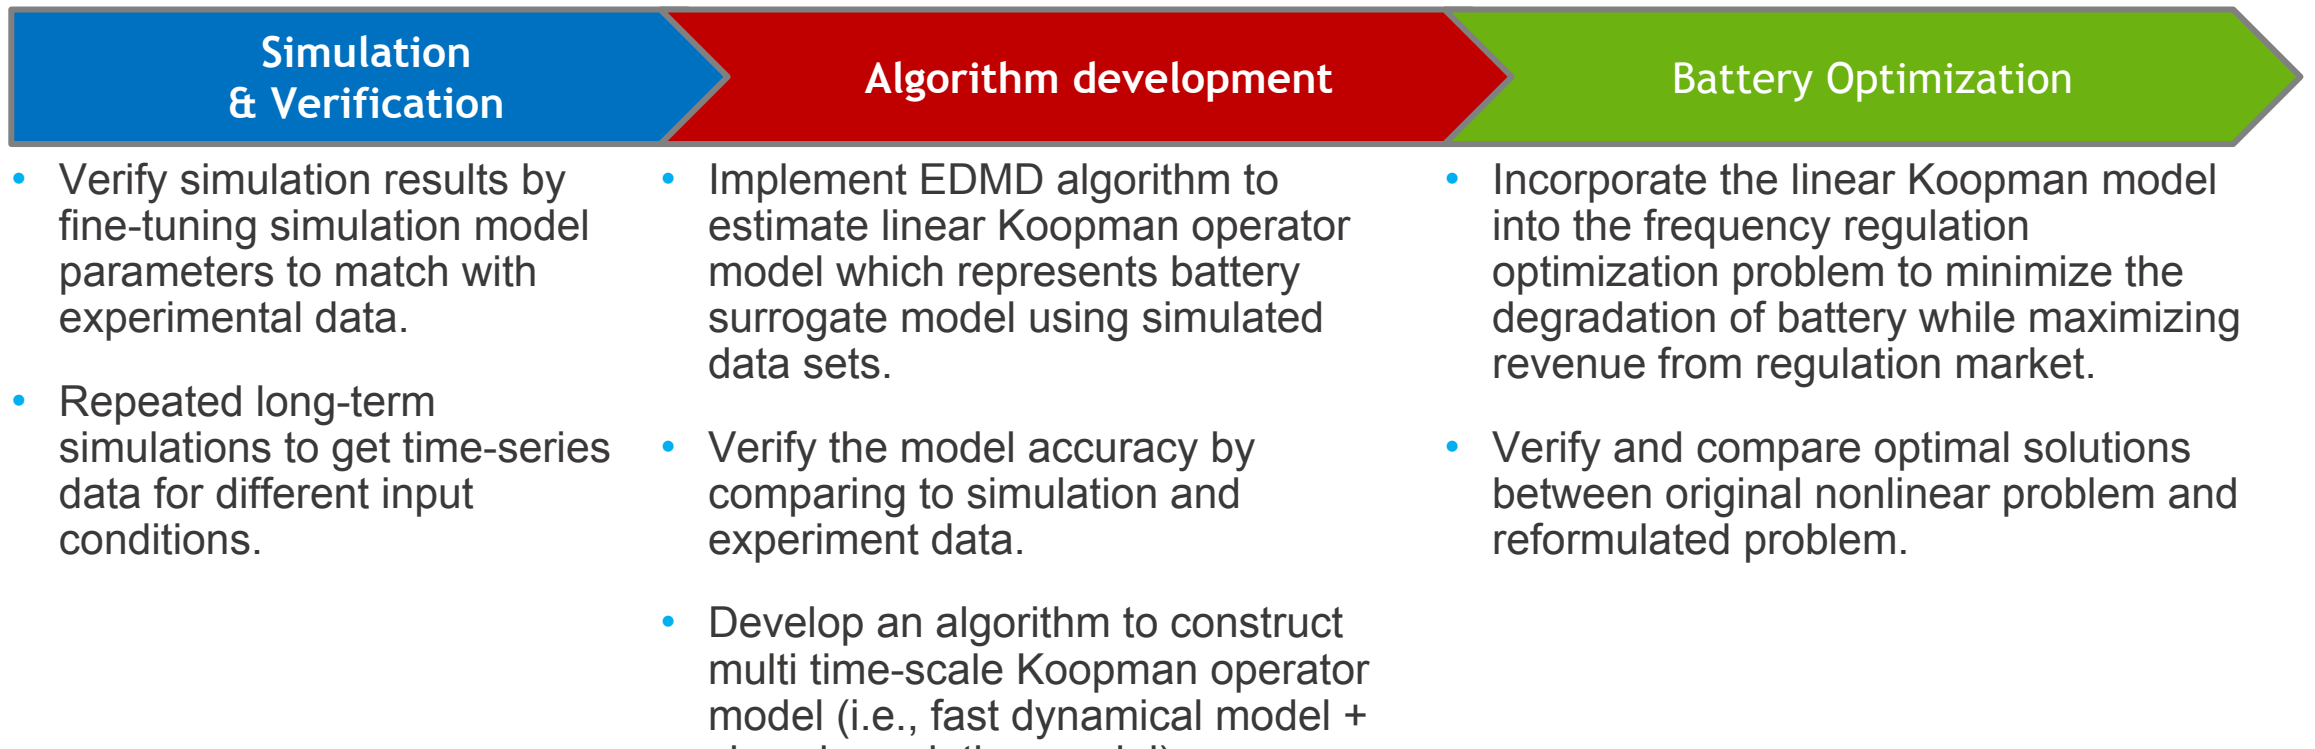 Simulation
& Verification
Algorithm development
Battery Optimization
• Verify simulation results by
fine-tuning simulation model
parameters to match with
experimental data.
• Repeated long-term
simulations to get time-series
data for different input
conditions.
• Implement EDMD algorithm to
estimate linear Koopman operator
model which represents battery
surrogate model using simulated
data sets.
• Verify the model accuracy by
comparing to simulation and
experiment data.
• Develop an algorithm to construct
multi time-scale Koopman operator
model (i.e., fast dynamical model +
• Incorporate the linear Koopman model
into the frequency regulation
optimization problem to minimize the
degradation of battery while maximizing
revenue from regulation market.
• Verify and compare optimal solutions
between original nonlinear problem and
reformulated problem.